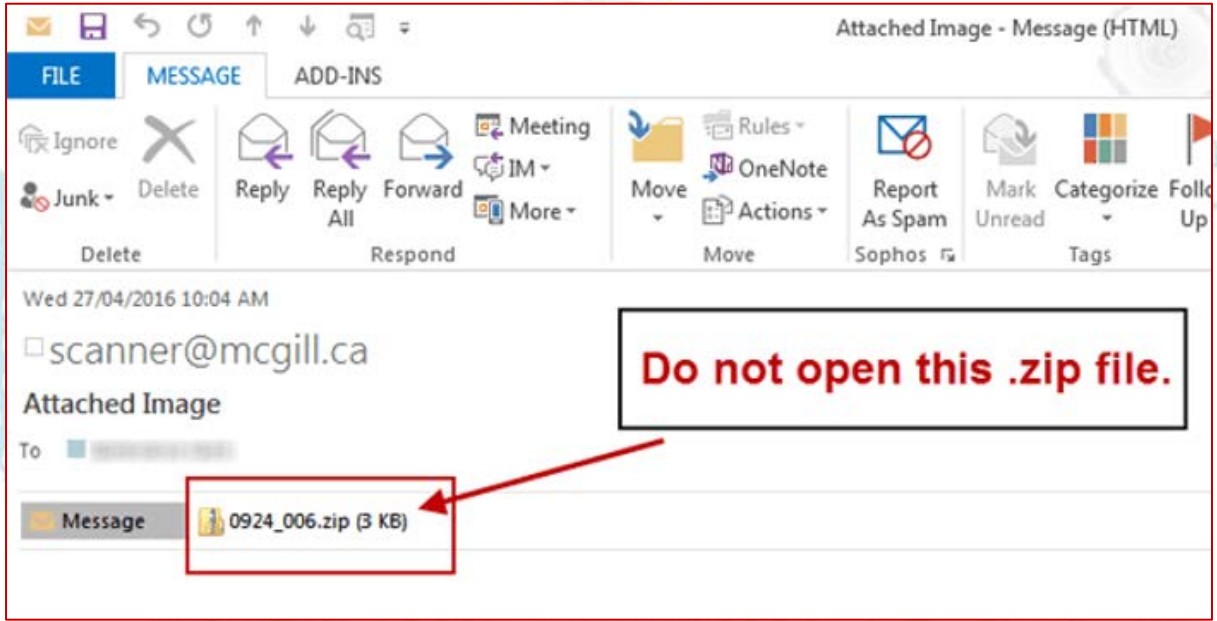 Attached Image - Message (HTML)
FILE MESSAGE ADD-INS
Ignore
Junk
Delete
Reply
Reply All
Forward
Meeting
IM
More
Move
Rules
OneNote
Actions
Report As Spam
Mark Unread
Categorize
Follo
Up
Delete Respond Move Sophos Tags
Wed 27/04/2016 10:04 AM
scanner@mcgill.ca
Do not open this .zip file.
Attached Image
To
Message 0924_006.zip (3 KB)